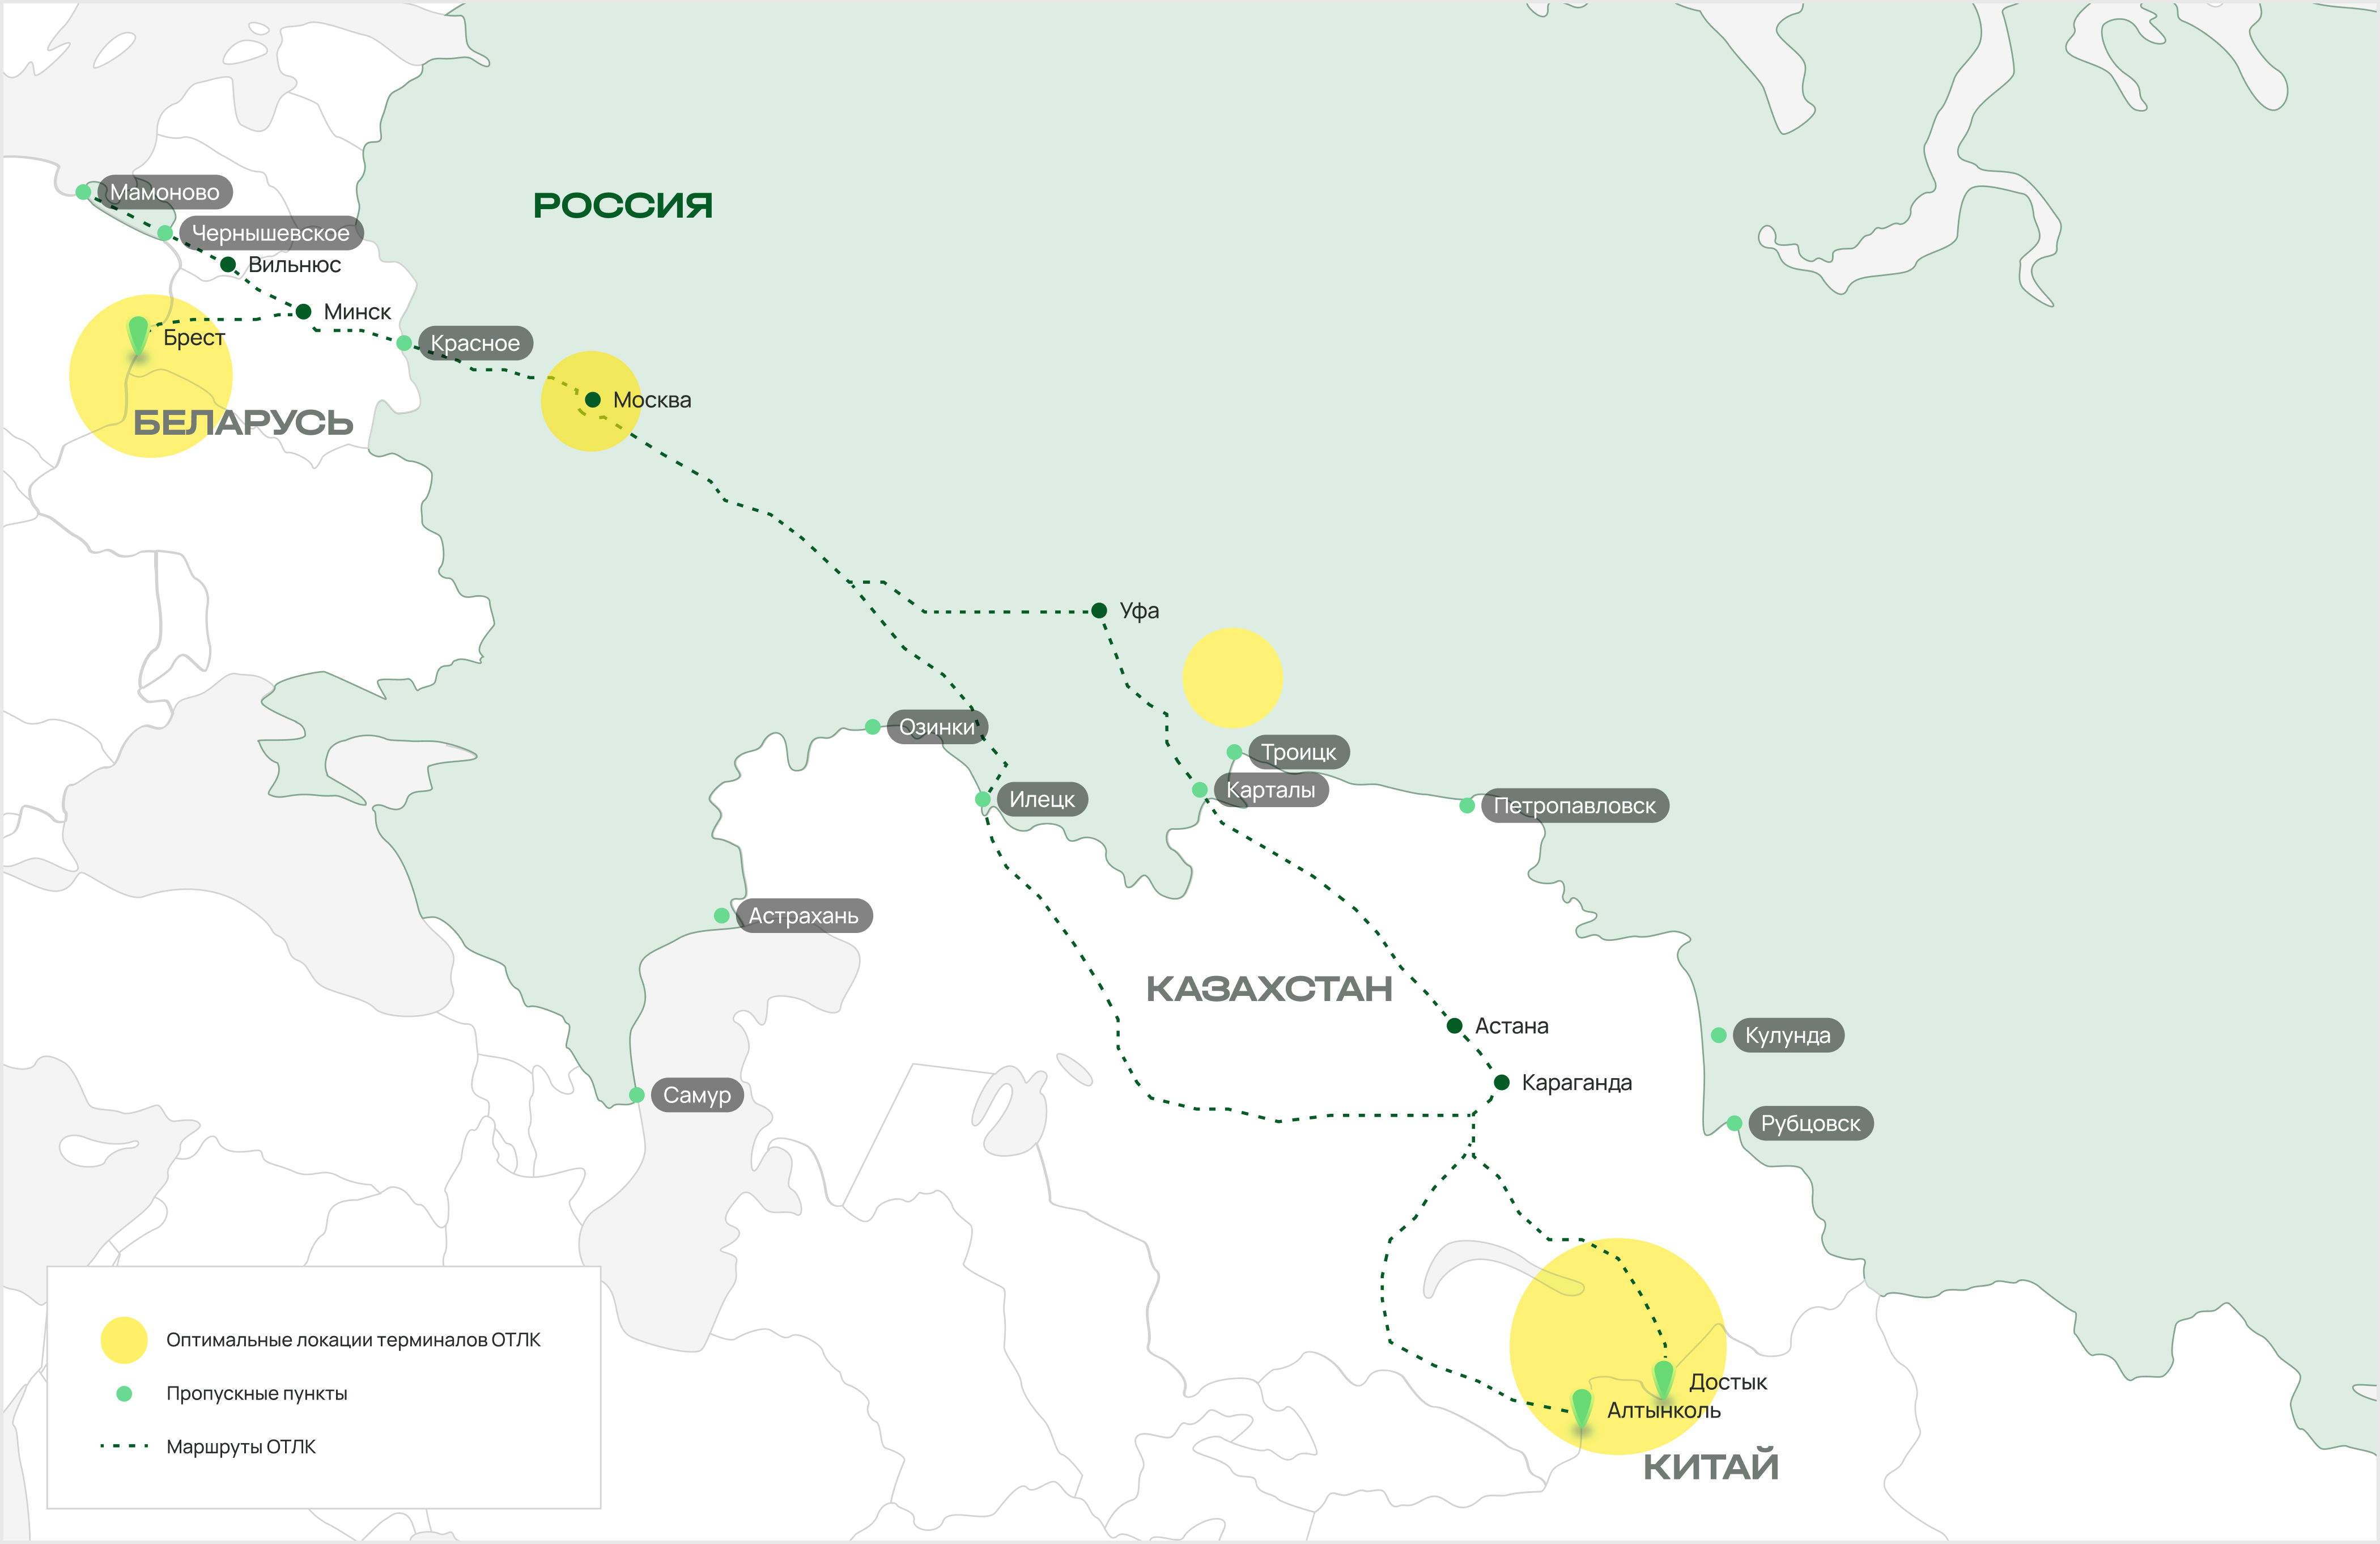 РОССИЯ
Мамоново
Чернышевское
Вильнюс
Минск
Брест
Красное
Москва
БЕЛАРУСЬ
Уфа
Озинки
Троицк
Карталы
Илецк
Петропавловск
Астрахань
КАЗАХСТАН
Астана
Кулунда
Караганда
Самур
Рубцовск
Достык
Алтынколь
КИТАЙ
Оптимальные локации терминалов ОТЛК
Пропускные пункты
Маршруты ОТЛК